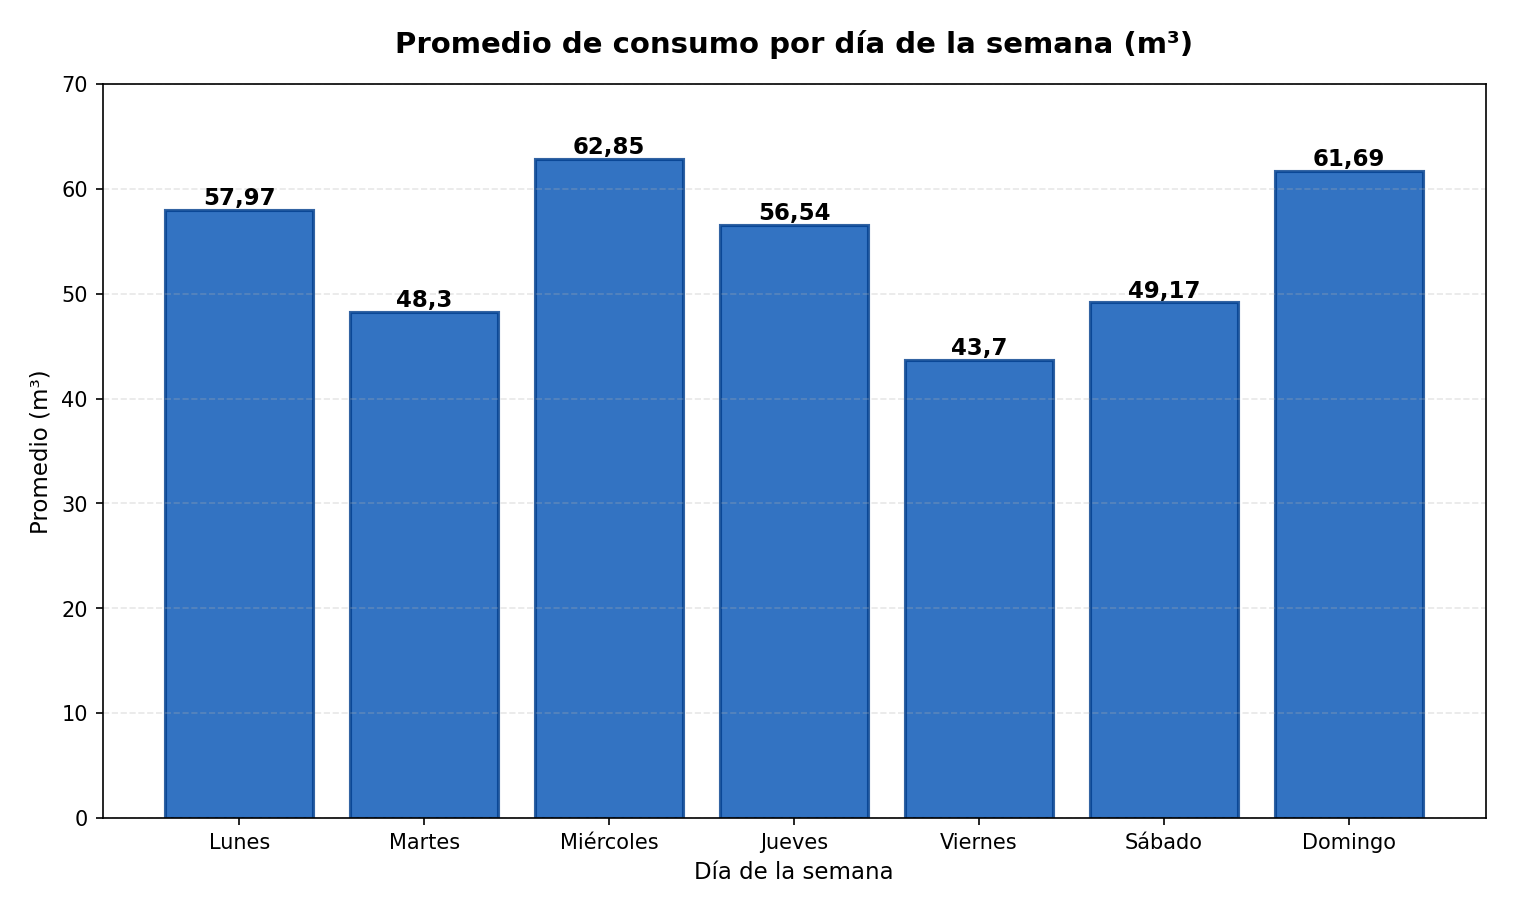 Promedio de consumo por día de la semana (m³)
70
60
50
40
30
20
10
0
Promedio (m³)
57,97
48,3
62,85
56,54
43,7
49,17
61,69
Lunes
Martes
Miércoles
Jueves
Viernes
Sábado
Domingo
Día de la semana